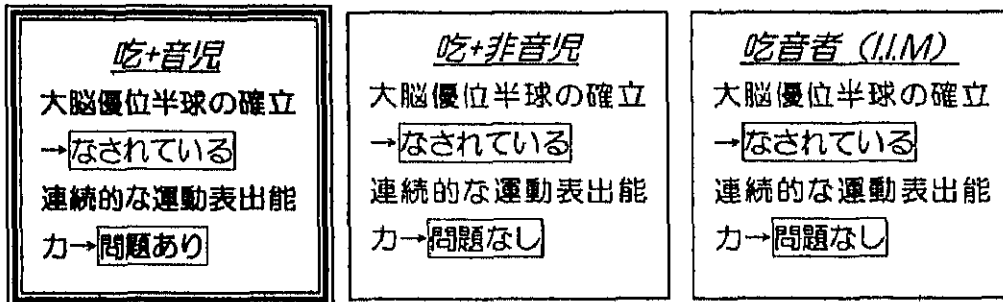 吃+音児
大脳優位半球の確立
→なされている
連続的な運動表出能
力→問題あり
吃+非音児
大脳優位半球の確立
→なされている
連続的な運動表出能
力→問題なし
吃音者（I.I.M）
大脳優位半球の確立
→なされている
連続的な運動表出能
力→問題なし